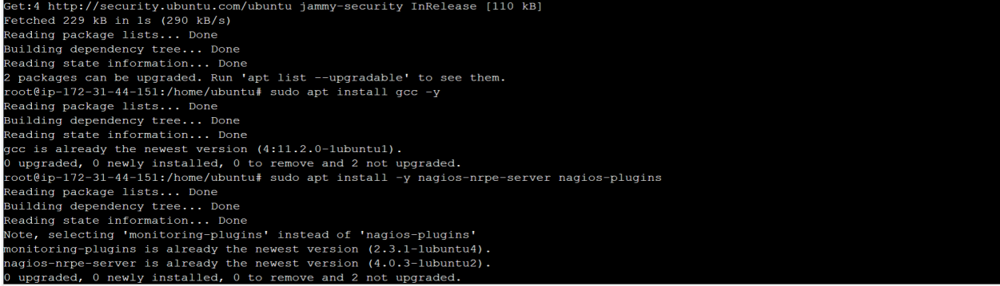 Get:4 http://security.ubuntu.com/ubuntu jammy-security InRelease [110 kB]
Fetched 229 kB in 1s (290 kB/s)
Reading package lists... Done
Building dependency tree... Done
Reading state information... Done
2 packages can be upgraded. Run 'apt list --upgradable' to see them.
root@ip-172-31-44-151:/home/ubuntu# sudo apt install gcc -y
Reading package lists... Done
Building dependency tree... Done
Reading state information... Done
gcc is already the newest version (4:11.2.0-1ubuntu1).
0 upgraded, 0 newly installed, 0 to remove and 2 not upgraded.
root@ip-172-31-44-151:/home/ubuntu# sudo apt install -y nagios-nrpe-server nagios-plugins
Reading package lists... Done
Building dependency tree... Done
Reading state information... Done
Note, selecting 'monitoring-plugins' instead of 'nagios-plugins'
monitoring-plugins is already the newest version (2.3.1-1ubuntu4).
nagios-nrpe-server is already the newest version (4.0.3-1ubuntu2).
0 upgraded, 0 newly installed, 0 to remove and 2 not upgraded.